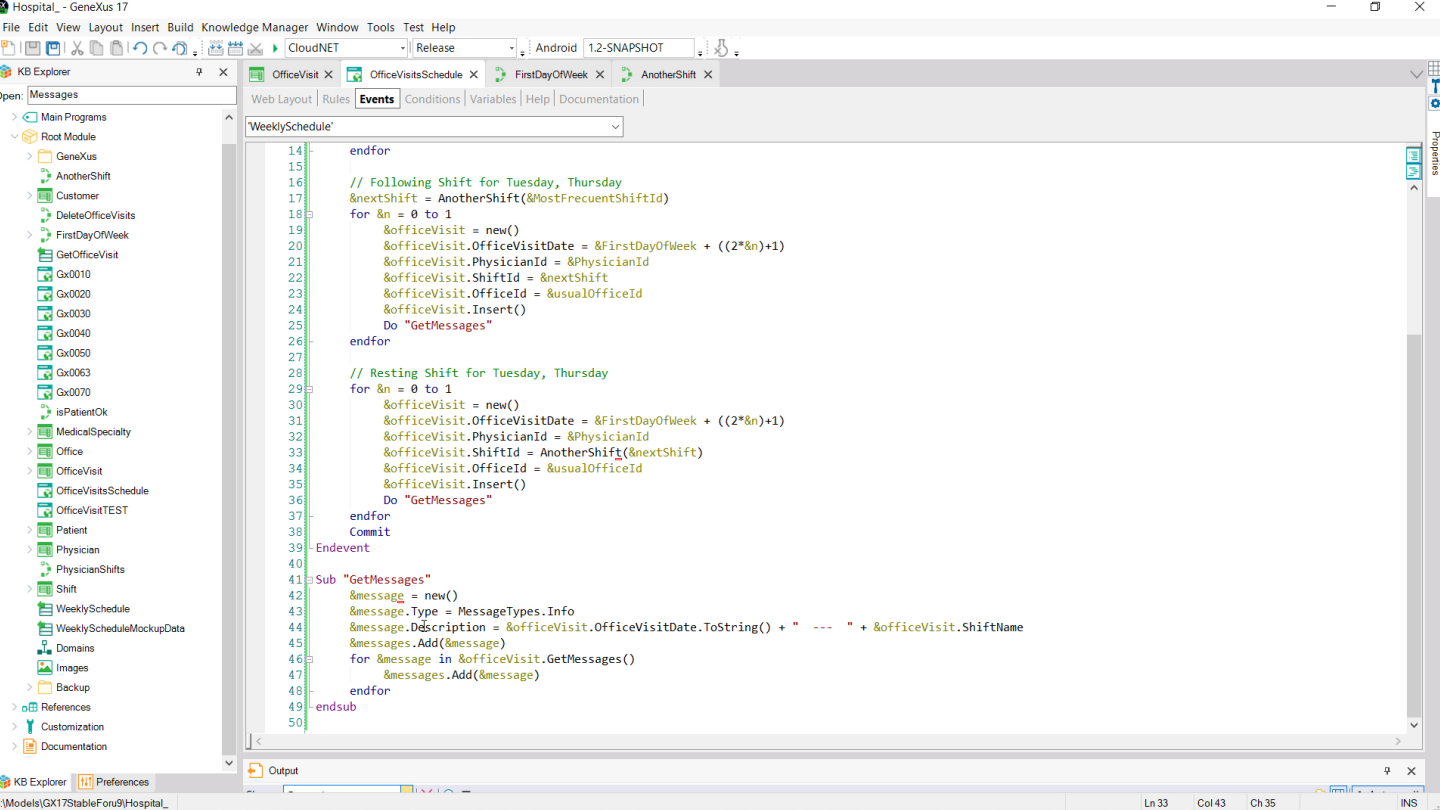 Hospital_ - GeneXus 17
File Edit View Layout Insert Build Knowledge Manager Window Tools Test Help
CloudNET Release Android 1.2-SNAPSHOT
KB Explorer
Open: Messages
Main Programs
Root Module
GeneXus
AnotherShift
Customer
DeleteOfficeVisits
FirstDayOfWeek
GetOfficeVisit
Gx0010
Gx0020
Gx0030
Gx0040
Gx0050
Gx0063
Gx0070
isPatientOk
MedicalSpecialty
Office
OfficeVisit
OfficeVisitsSchedule
OfficeVisitTEST
Patient
Physician
PhysicianShifts
Shift
WeeklySchedule
WeeklyScheduleMockupData
Domains
Images
Backup
References
Customization
Documentation
KB Explorer Preferences
OfficeVisit OfficeVisitsSchedule FirstDayOfWeek AnotherShift
Web Layout Rules Events Conditions Variables Help Documentation
'WeeklySchedule'
14 endfor
15
16 // Following Shift for Tuesday, Thursday
17 &nextShift = AnotherShift(&MostFrecuentShiftId)
18 for &n = 0 to 1
19 &officeVisit = new()
20 &officeVisit.OfficeVisitDate = &FirstDayOfWeek + ((2*&n)+1)
21 &officeVisit.PhysicianId = &PhysicianId
22 &officeVisit.ShiftId = &nextShift
23 &officeVisit.OfficeId = &usualOfficeId
24 &officeVisit.Insert()
25 Do "GetMessages"
26 endfor
27
28 // Resting Shift for Tuesday, Thursday
29 for &n = 0 to 1
30 &officeVisit = new()
31 &officeVisit.OfficeVisitDate = &FirstDayOfWeek + ((2*&n)+1)
32 &officeVisit.PhysicianId = &PhysicianId
33 &officeVisit.ShiftId = AnotherShift(&nextShift)
34 &officeVisit.OfficeId = &usualOfficeId
35 &officeVisit.Insert()
36 Do "GetMessages"
37 endfor
38 Commit
39 Endevent
40
41 Sub "GetMessages"
42 &message = new()
43 &message.Type = MessageTypes.Info
44 &message.Description = &officeVisit.OfficeVisitDate.ToString() + "  ---  " + &officeVisit.ShiftName
45 &messages.Add(&message)
46 for &message in &officeVisit.GetMessages()
47 &messages.Add(&message)
48 endfor
49 endsub
50
Properties
Output
:\Models\GX17StableForu9\Hospital_
Ln 33 Col 43 Ch 35 INS